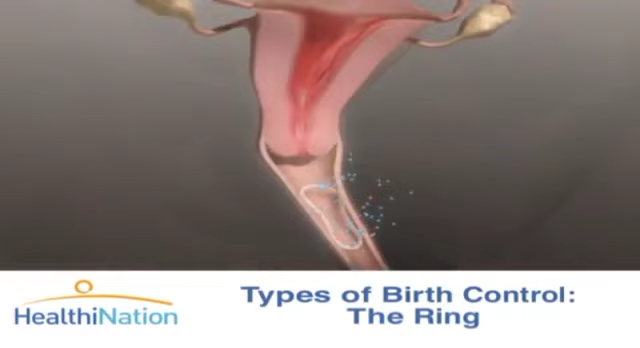 HealthiNation
Types of Birth Control:
The Ring